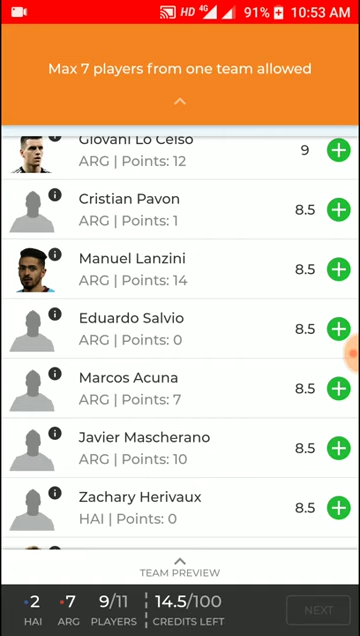 HD 4G 91% 10:53 AM
Max 7 players from one team allowed
Giovani Lo Celso
ARG | Points: 12
9
Cristian Pavon
ARG | Points: 1
8.5
Manuel Lanzini
ARG | Points: 14
8.5
Eduardo Salvio
ARG | Points: 0
8.5
Marcos Acuna
ARG | Points: 7
8.5
Javier Mascherano
ARG | Points: 10
8.5
Zachary Herivaux
HAI | Points: 0
8.5
TEAM PREVIEW
2 7 9/11 14.5/100
HAI ARG PLAYERS CREDITS LEFT
NEXT